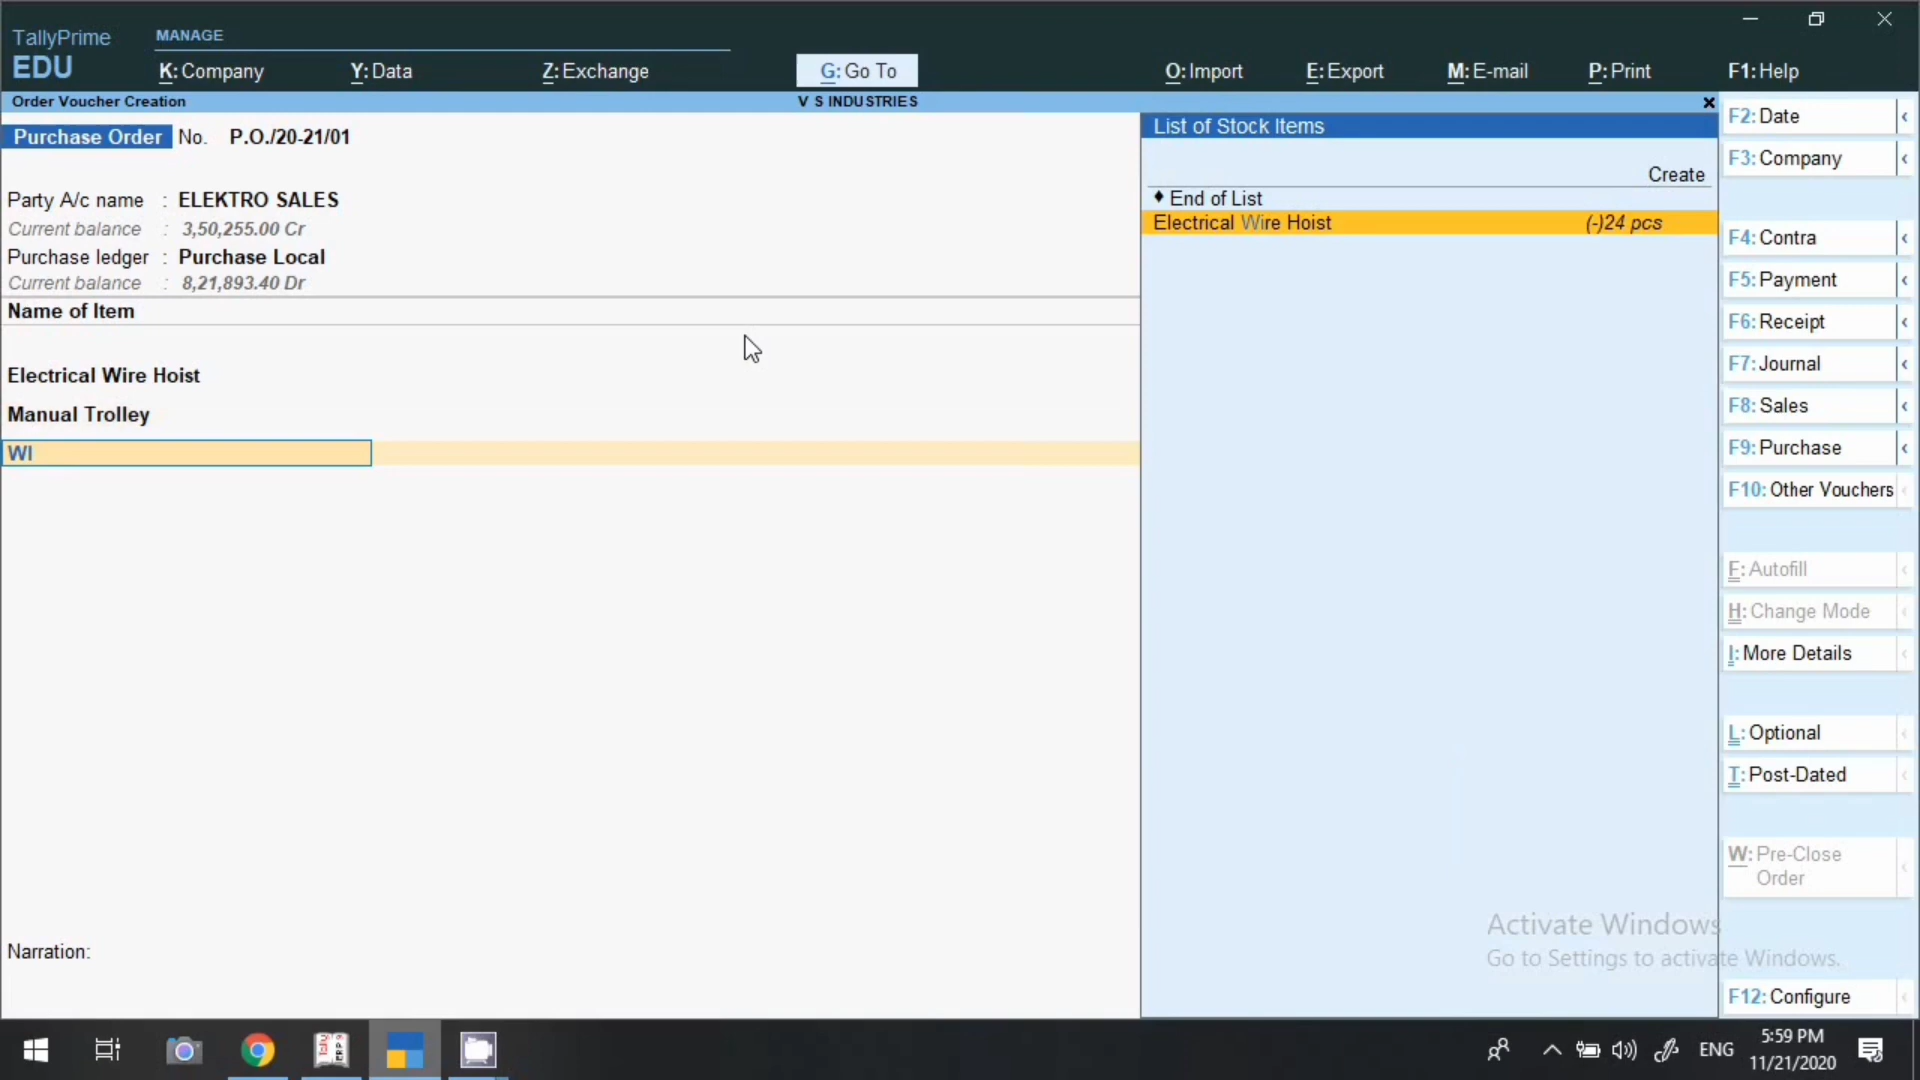 TallyPrime
EDU
MANAGE
K: Company
Y: Data
Z: Exchange
G: Go To
O: Import
E: Export
M: E-mail
P: Print
F1: Help
Order Voucher Creation
V S INDUSTRIES
Purchase Order No. P.O./20-21/01
Party A/c name : ELEKTRO SALES
Current balance : 3,50,255.00 Cr
Purchase ledger : Purchase Local
Current balance : 8,21,893.40 Dr
Name of Item
Electrical Wire Hoist
Manual Trolley
WI
Narration:
List of Stock Items
Create
♦ End of List
Electrical Wire Hoist (-)24 pcs
F2: Date
F3: Company
F4: Contra
F5: Payment
F6: Receipt
F7: Journal
F8: Sales
F9: Purchase
F10: Other Vouchers
F: Autofill
H: Change Mode
I: More Details
L: Optional
T: Post-Dated
W: Pre-Close
Order
Activate Windows
Go to Settings to activate Windows.
F12: Configure
ENG
5:59 PM
11/21/2020